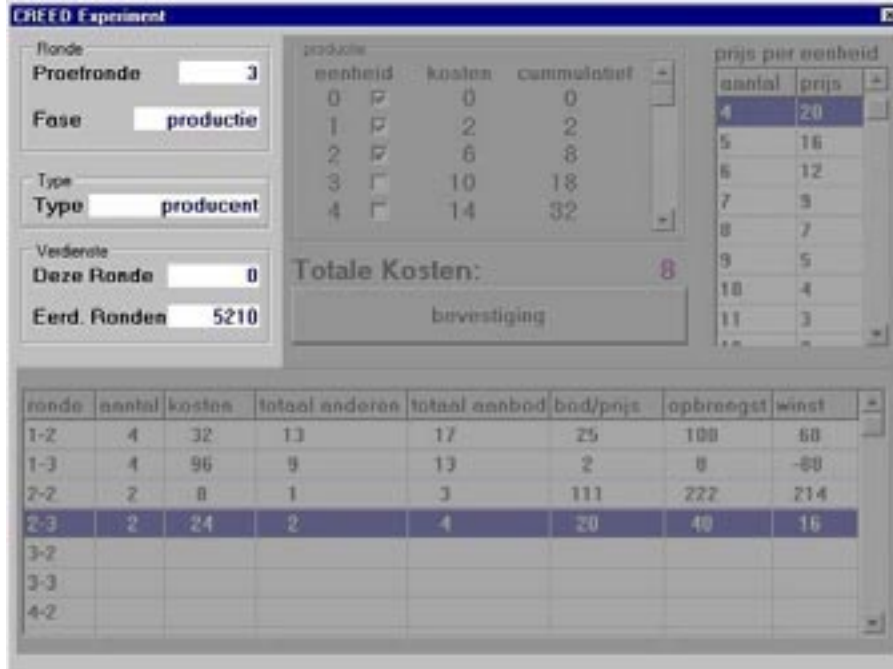 CREED Experiment
Ronde
Proefronde 3
Fase productie
Type
Type producent
Verdienste
Deze Ronde 0
Eerd. Ronden 5210
productie
eenheid kosten cummulatief
0 0 0
1 2 2
2 6 8
3 10 18
4 14 32
Totale Kosten: 8
bevestiging
prijs per eenheid
aantal prijs
4 20
5 16
6 12
7 9
8 7
9 5
10 4
11 3
ronde aantal kosten totaal anderen totaal aanbod bod/prijs opbrengst winst
1-2 4 32 13 17 25 100 68
1-3 4 96 9 13 2 8 -88
2-2 2 8 1 3 111 222 214
2-3 2 24 2 4 20 40 16
3-2
3-3
4-2